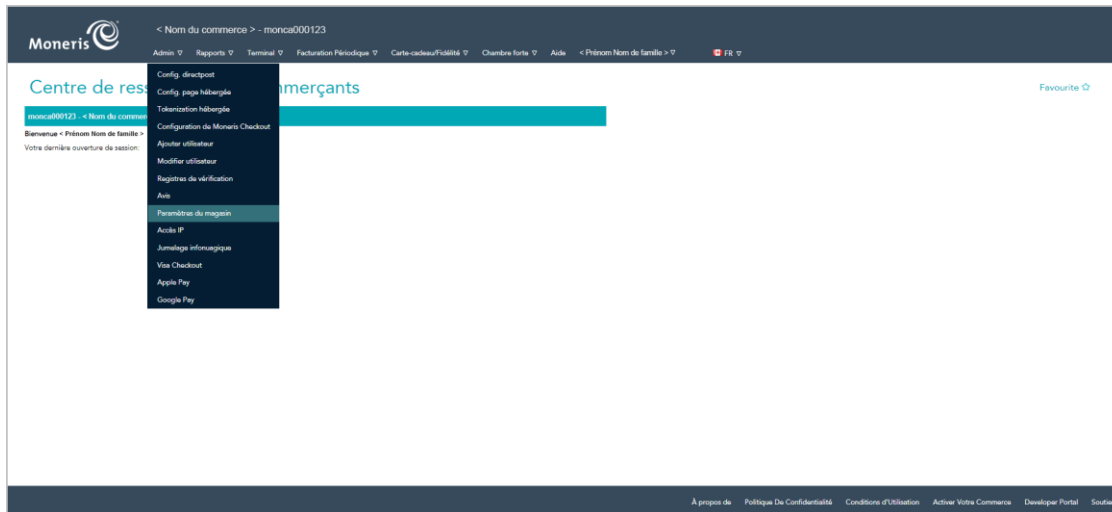 Moneris
< Nom du commerce > - monca000123
Admin Rapports Terminal Facturation Périodique Carte-cadeau/Fidélité Chambre forte Aide < Prénom Nom de famille > FR
Centre de res merçants
Favourite
monca000123 - < Nom du commer
Bienvenue < Prénom Nom de famille >
Votre dernière ouverture de session:
Config. directpost
Config. page hébergée
Tokenization hébergée
Configuration de Moneris Checkout
Ajouter utilisateur
Modifier utilisateur
Registres de vérification
Avis
Paramètres du magasin
Accès IP
Jumelage infonuagique
Visa Checkout
Apple Pay
Google Pay
À propos de Politique De Confidentialité Conditions d'Utilisation Activer Votre Commerce Developer Portal Soutie